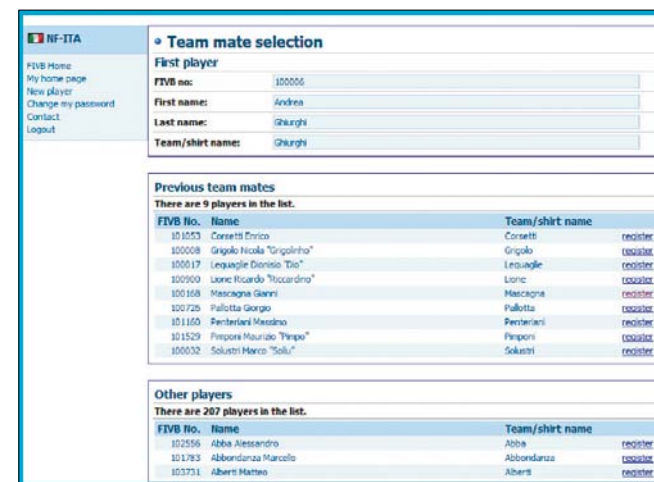 NF-ITA
FIVB Home
My home page
New player
Change my password
Contact
Logout
Team mate selection
First player
FIVB no: 100006
First name: Andrea
Last name: Ghiurghi
Team/shirt name: Ghiurghi
Previous team mates
There are 9 players in the list.
FIVB No. Name Team/shirt name
101053 Corsetti Enrico Corsetti register
100008 Grigolo Nicola "Grigolinho" Grigolo register
100017 Lequaglie Dionisio "Dio" Lequaglie register
100900 Lione Ricardo "Riccardino" Lione register
100168 Mascagna Gianni Mascagna register
100725 Pallotta Giorgio Pallotta register
101160 Penteriani Massimo Penteriani register
101529 Pimponi Maurizio "Pimpo" Pimponi register
100032 Solustri Marco "Solu" Solustri register
Other players
There are 207 players in the list.
FIVB No. Name Team/shirt name
102556 Abba Alessandro Abba register
101783 Abbondanza Marcello Abbondanza register
103731 Alberti Matteo Alberti register